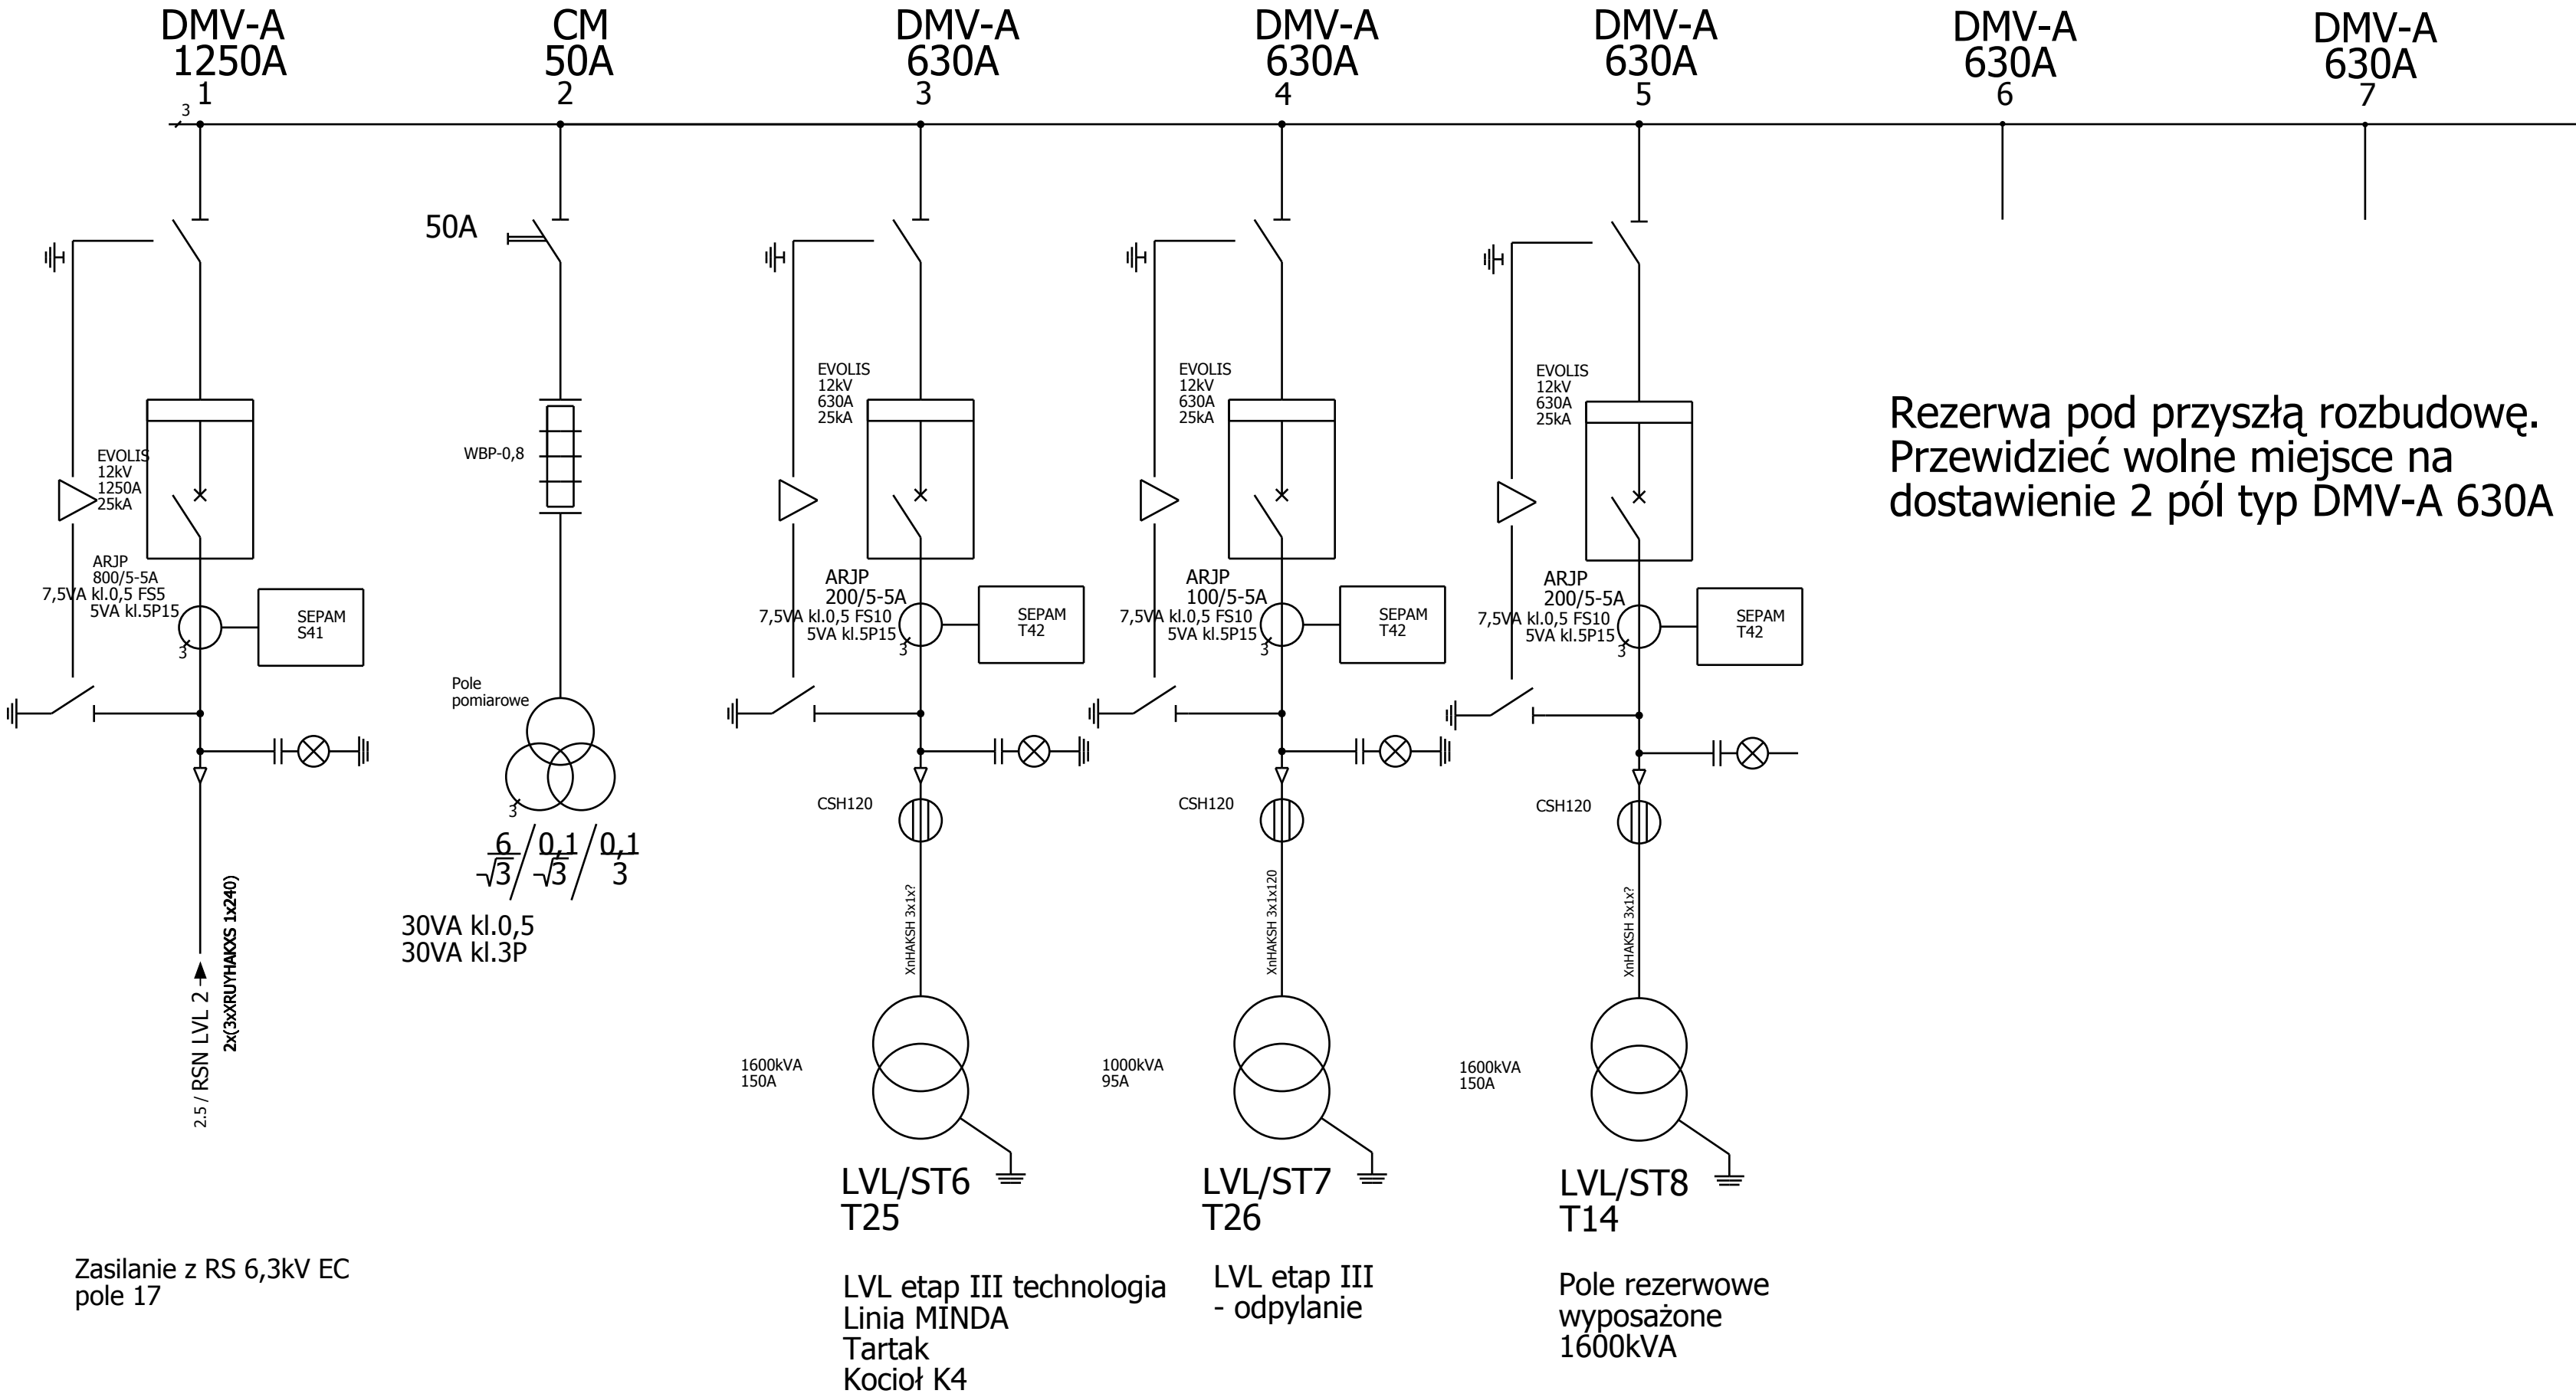 DMV-A
1250A
1
CM
50A
2
DMV-A
630A
3
DMV-A
630A
4
DMV-A
630A
5
DMV-A
630A
6
DMV-A
630A
7
3
EVOLIS
12kV
1250A
25kA
ARJP
800/5-5A
7,5VA kl.0,5 FS5
5VA kl.5P15
3
SEPAM
S41
2.5 / RSN LVL 2
2x(3xXRUYHAKXS 1x240)
Zasilanie z RS 6,3kV EC
pole 17
50A
WBP-0,8
Pole
pomiarowe
3
6/√3 / 0,1/√3 / 0,1/3
30VA kl.0,5
30VA kl.3P
EVOLIS
12kV
630A
25kA
ARJP
200/5-5A
7,5VA kl.0,5 FS10
5VA kl.5P15
3
SEPAM
T42
CSH120
XnHAKSH 3x1x?
1600kVA
150A
LVL/ST6
T25
LVL etap III technologia
Linia MINDA
Tartak
Kocioł K4
EVOLIS
12kV
630A
25kA
ARJP
100/5-5A
7,5VA kl.0,5 FS10
5VA kl.5P15
3
SEPAM
T42
CSH120
XnHAKSH 3x1x120
1000kVA
95A
LVL/ST7
T26
LVL etap III
- odpylanie
EVOLIS
12kV
630A
25kA
ARJP
200/5-5A
7,5VA kl.0,5 FS10
5VA kl.5P15
3
SEPAM
T42
CSH120
XnHAKSH 3x1x?
1600kVA
150A
LVL/ST8
T14
Pole rezerwowe
wyposażone
1600kVA
Rezerwa pod przyszłą rozbudowę.
Przewidzieć wolne miejsce na
dostawienie 2 pól typ DMV-A 630A